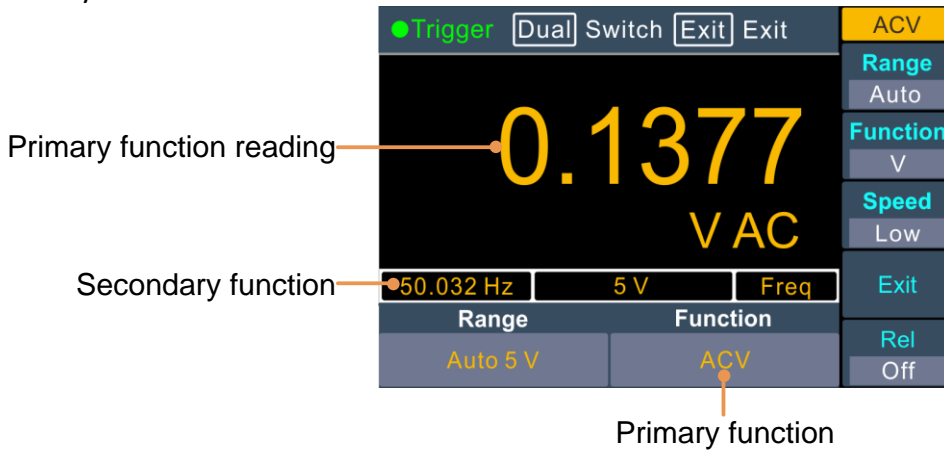 Trigger Dual Switch Exit Exit
ACV
Range
Auto
Function
V
Speed
Low
Exit
Rel
Off
Primary function reading
0.1377
V AC
Secondary function
50.032 Hz 5 V Freq
Range Function
Auto 5 V ACV
Primary function